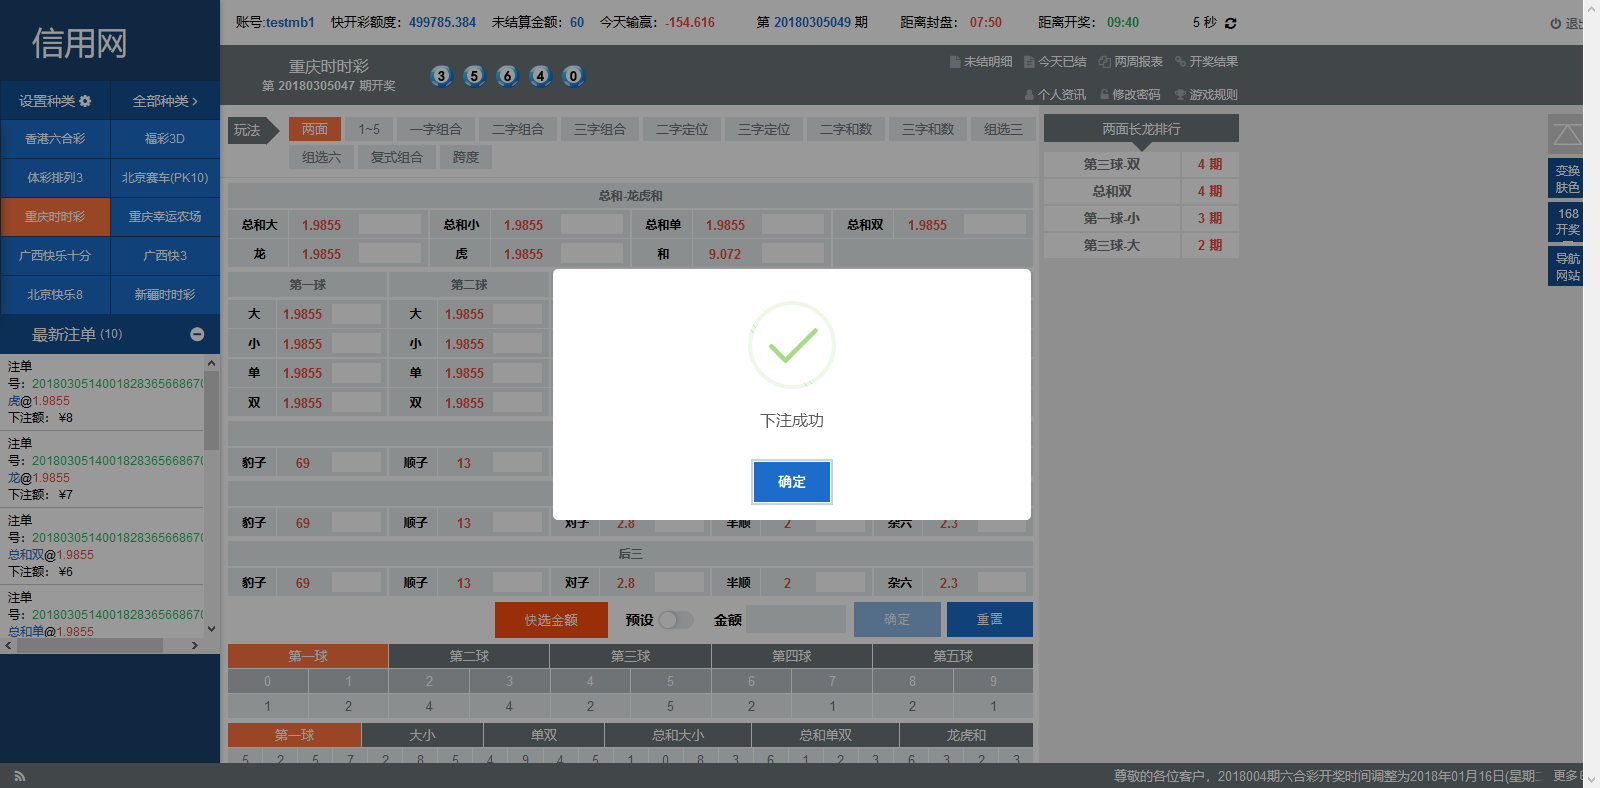 账号:testmb1 快开彩额度：499785.384 未结算金额：60 今天输赢：-154.616 第 20180305049 期 距离封盘：07:50 距离开奖：09:40 5 秒
信用网
重庆时时彩
第 20180305047 期开奖
3 5 6 4 0
未结明细 今天已结 两周报表 开奖结果
个人资讯 修改密码 游戏规则
设置种类 全部种类
香港六合彩 福彩3D
体彩排列3 北京赛车(PK10)
重庆时时彩 重庆幸运农场
广西快乐十分 广西快3
北京快乐8 新疆时时彩
最新注单 (10)
注单
号：20180305140018283656686​70
虎@1.9855
下注额： ¥8
注单
号：2018030514001828365668670
龙@1.9855
下注额： ¥7
注单
号：2018030514001828365668670
总和双@1.9855
下注额： ¥6
注单
号：2018030514001828365668670
总和单@1.9855
玩法 两面 1~5 一字组合 二字组合 三字组合 二字定位 三字定位 二字和数 三字和数 组选三
组选六 复式组合 跨度
总和-龙虎和
总和大 1.9855 总和小 1.9855 总和单 1.9855 总和双 1.9855
龙 1.9855 虎 1.9855 和 9.072
第一球 第二球
大 1.9855 大 1.9855
小 1.9855 小 1.9855
单 1.9855 单 1.9855
双 1.9855 双 1.9855
豹子 69 顺子 13
豹子 69 顺子 13 对子 2.8 半顺 2 杂六 2.3
后三
豹子 69 顺子 13 对子 2.8 半顺 2 杂六 2.3
下注成功
确定
快选金额 预设 金额 确定 重置
第一球 第二球 第三球 第四球 第五球
0 1 2 3 4 5 6 7 8 9
1 2 4 4 2 5 2 1 2 1
第一球 大小 单双 总和大小 总和单双 龙虎和
5 2 5 7 2 8 5 4 9 4 5 1 0 8 3 6 1 2 3 6 3 2 3
两面长龙排行
第三球-双 4 期
总和双 4 期
第一球-小 3 期
第三球-大 2 期
变换
肤色
168
开奖
导航
网站
尊敬的各位客户，2018004期六合彩开奖时间调整为2018年01月16日(星期二 更多